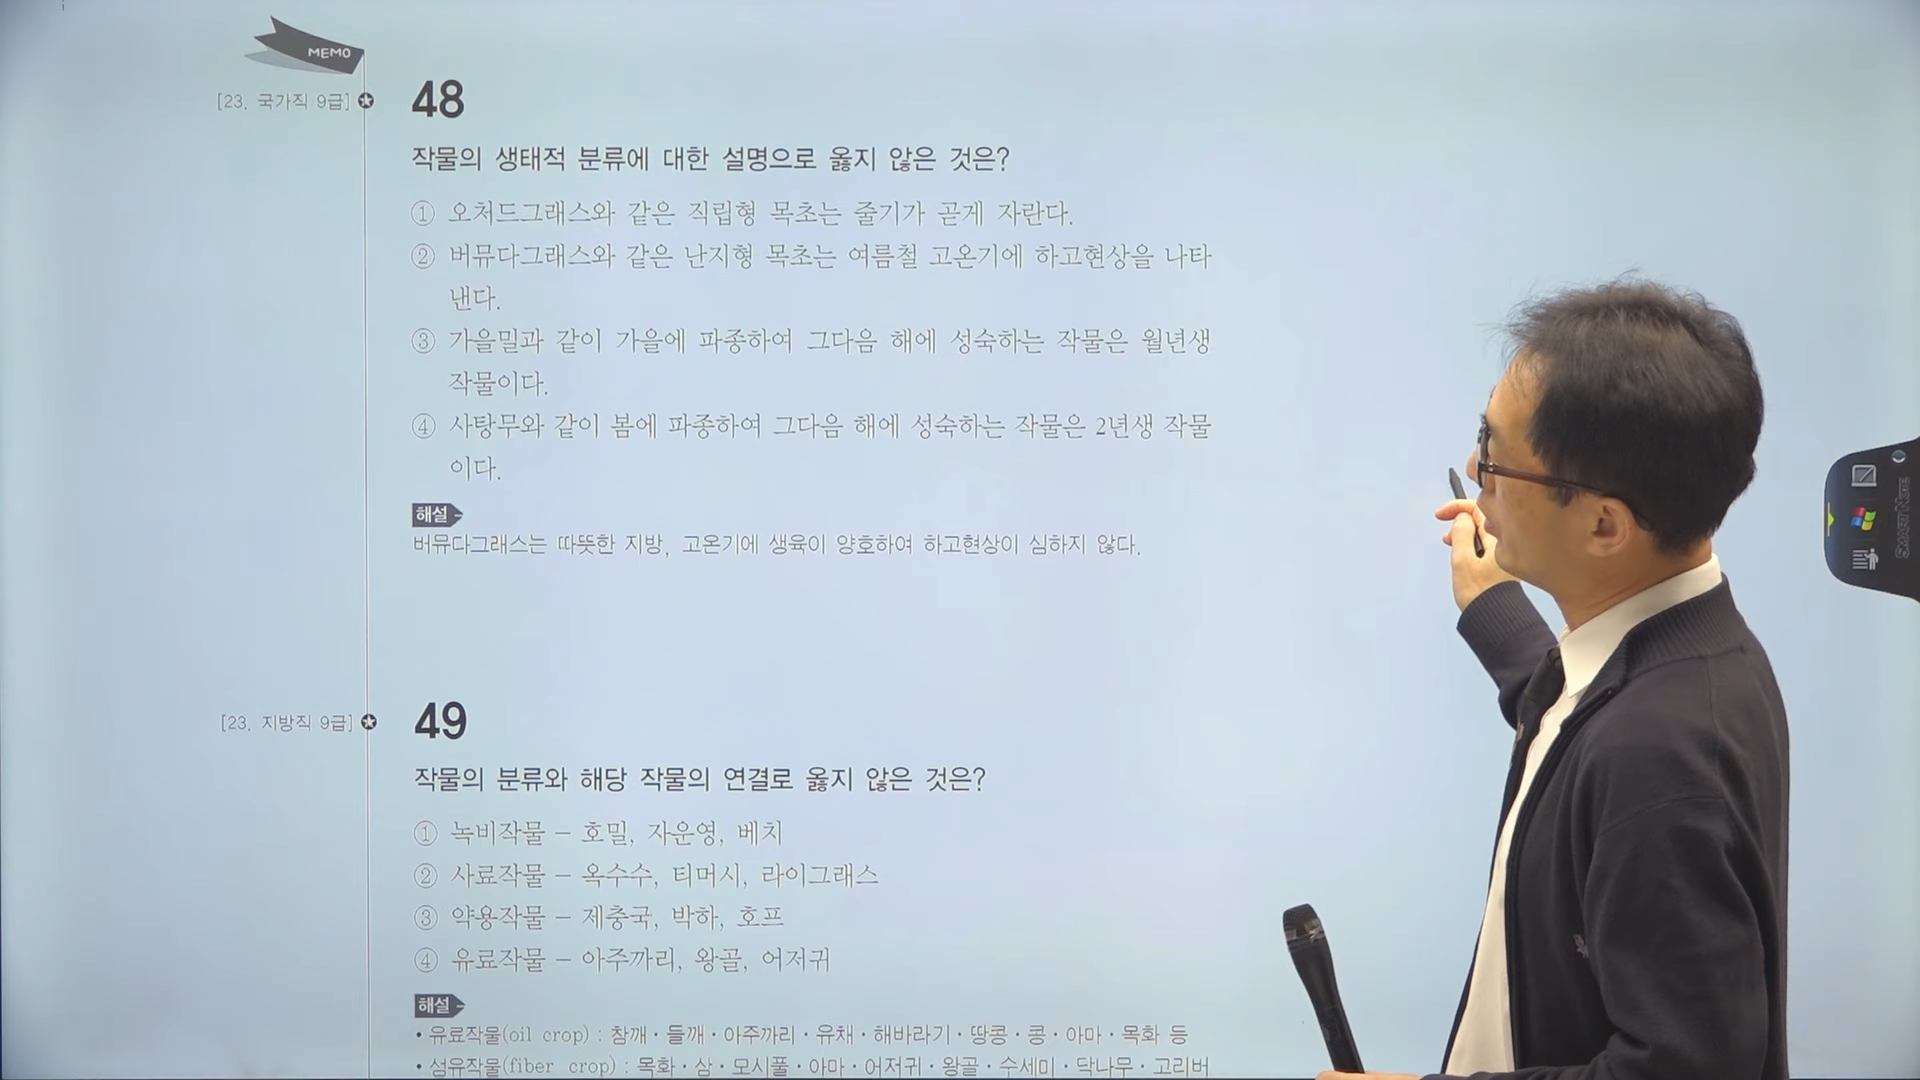 MEMO
[23. 국가직 9급]
48
작물의 생태적 분류에 대한 설명으로 옳지 않은 것은?
① 오처드그래스와 같은 직립형 목초는 줄기가 곧게 자란다.
② 버뮤다그래스와 같은 난지형 목초는 여름철 고온기에 하고현상을 나타
낸다.
③ 가을밀과 같이 가을에 파종하여 그다음 해에 성숙하는 작물은 월년생
작물이다.
④ 사탕무와 같이 봄에 파종하여 그다음 해에 성숙하는 작물은 2년생 작물
이다.
해설
버뮤다그래스는 따뜻한 지방, 고온기에 생육이 양호하여 하고현상이 심하지 않다.
[23. 지방직 9급]
49
작물의 분류와 해당 작물의 연결로 옳지 않은 것은?
① 녹비작물 – 호밀, 자운영, 베치
② 사료작물 – 옥수수, 티머시, 라이그래스
③ 약용작물 – 제충국, 박하, 호프
④ 유료작물 – 아주까리, 왕골, 어저귀
해설
• 유료작물(oil crop) : 참깨·들깨·아주까리·유채·해바라기·땅콩·콩·아마·목화 등
• 섬유작물(fiber crop) : 목화·삼·모시풀·아마·어저귀·왕골·수세미·닥나무·고리버
SMART NOTE